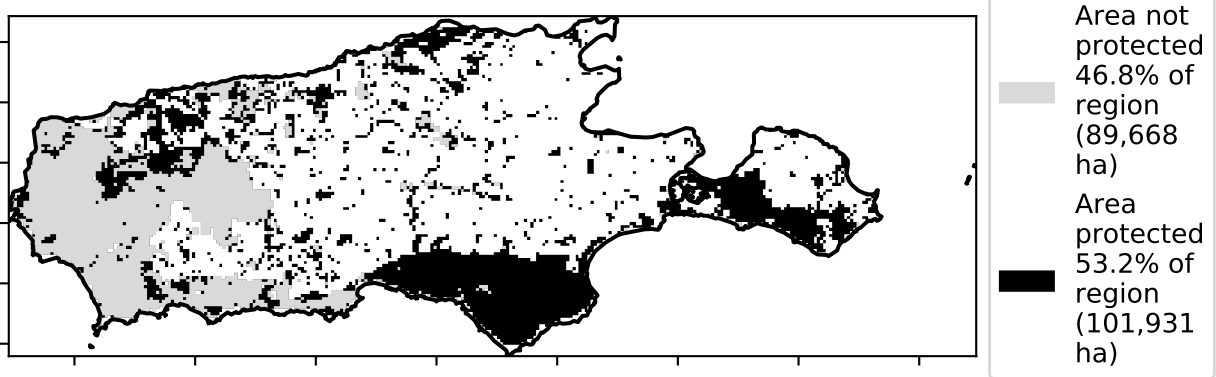 Area not
protected
46.8% of
region
(89,668
ha)
Area
protected
53.2% of
region
(101,931
ha)